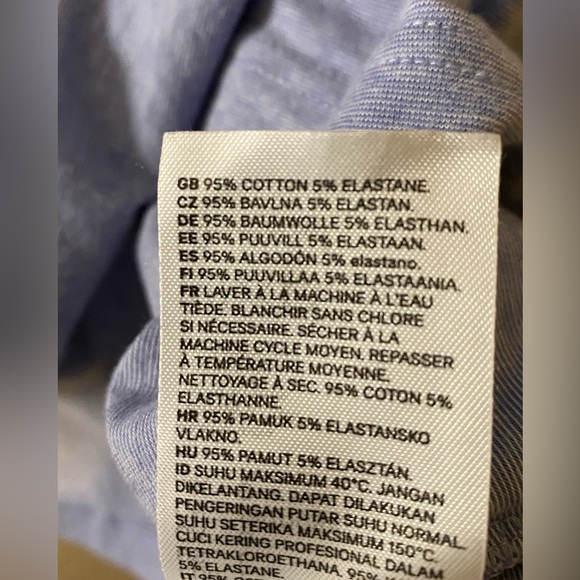 GB 95% COTTON 5% ELASTANE.
CZ 95% BAVLNA 5% ELASTAN.
DE 95% BAUMWOLLE 5% ELASTHAN.
EE 95% PUUVILL 5% ELASTAAN.
ES 95% ALGODÓN 5% elastano.
FI 95% PUUVILLAA 5% ELASTAANIA.
FR LAVER À LA MACHINE À L'EAU
TIÈDE. BLANCHIR SANS CHLORE
SI NÉCESSAIRE. SÉCHER À LA
MACHINE CYCLE MOYEN. REPASSER
À TEMPÉRATURE MOYENNE.
NETTOYAGE À SEC. 95% COTON 5%
ELASTHANNE.
HR 95% PAMUK 5% ELASTANSKO
VLAKNO.
HU 95% PAMUT 5% ELASZTÁN.
ID SUHU MAKSIMUM 40°C. JANGAN
DIKELANTANG. DAPAT DILAKUKAN
PENGERINGAN PUTAR SUHU NORMAL.
SUHU SETERIKA MAKSIMUM 150°C.
CUCI KERING PROFESIONAL DALAM
TETRAKLOROETHANA. 95%
5% ELASTANE.
IT 95%